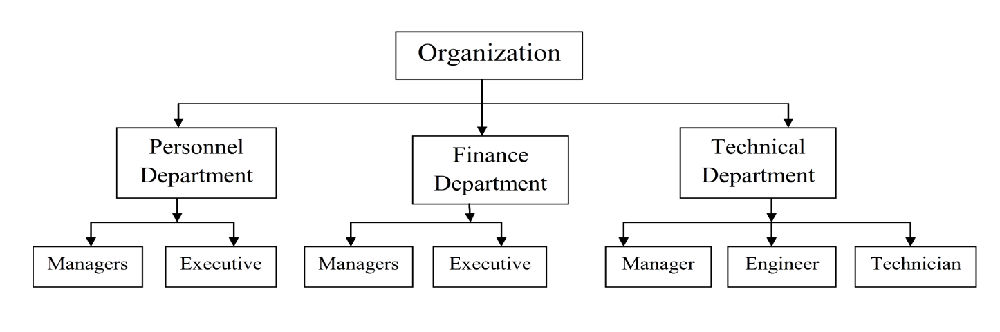 Organization
Personnel
Department
Finance
Department
Technical
Department
Managers
Executive
Managers
Executive
Manager
Engineer
Technician